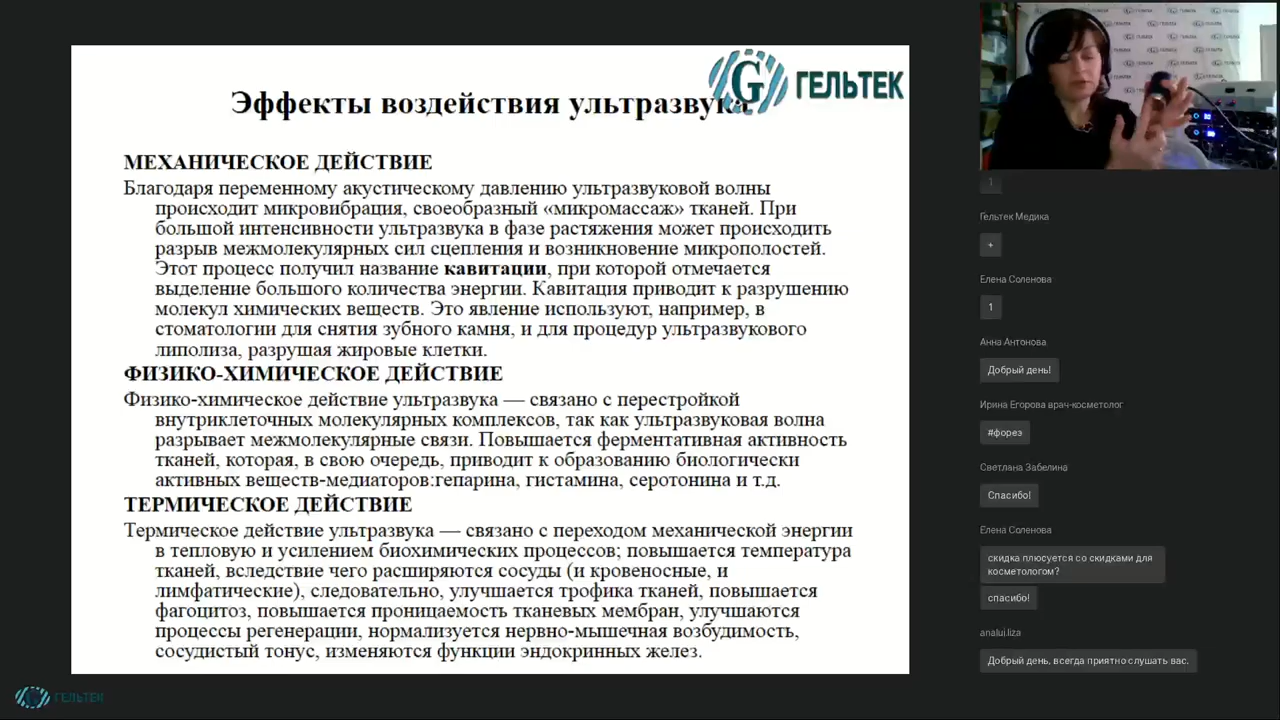 ГЕЛЬТЕК
Эффекты воздействия ультразвука
МЕХАНИЧЕСКОЕ ДЕЙСТВИЕ
Благодаря переменному акустическому давлению ультразвуковой волны
происходит микровибрация, своеобразный «микромассаж» тканей. При
большой интенсивности ультразвука в фазе растяжения может происходить
разрыв межмолекулярных сил сцепления и возникновение микрополостей.
Этот процесс получил название кавитации, при которой отмечается
выделение большого количества энергии. Кавитация приводит к разрушению
молекул химических веществ. Это явление используют, например, в
стоматологии для снятия зубного камня, и для процедур ультразвукового
липолиза, разрушая жировые клетки.
ФИЗИКО-ХИМИЧЕСКОЕ ДЕЙСТВИЕ
Физико-химическое действие ультразвука — связано с перестройкой
внутриклеточных молекулярных комплексов, так как ультразвуковая волна
разрывает межмолекулярные связи. Повышается ферментативная активность
тканей, которая, в свою очередь, приводит к образованию биологически
активных веществ-медиаторов:гепарина, гистамина, серотонина и т.д.
ТЕРМИЧЕСКОЕ ДЕЙСТВИЕ
Термическое действие ультразвука — связано с переходом механической энергии
в тепловую и усилением биохимических процессов; повышается температура
тканей, вследствие чего расширяются сосуды (и кровеносные, и
лимфатические), следовательно, улучшается трофика тканей, повышается
фагоцитоз, повышается проницаемость тканевых мембран, улучшаются
процессы регенерации, нормализуется нервно-мышечная возбудимость,
сосудистый тонус, изменяются функции эндокринных желез.
ГЕЛЬТЕК
1
Гельтек Медика
+
Елена Соленова
1
Анна Антонова
Добрый день!
Ирина Егорова врач-косметолог
#форез
Светлана Забелина
Спасибо!
Елена Соленова
скидка плюсуется со скидками для
косметологом?
спасибо!
analui.liza
Добрый день, всегда приятно слушать вас.